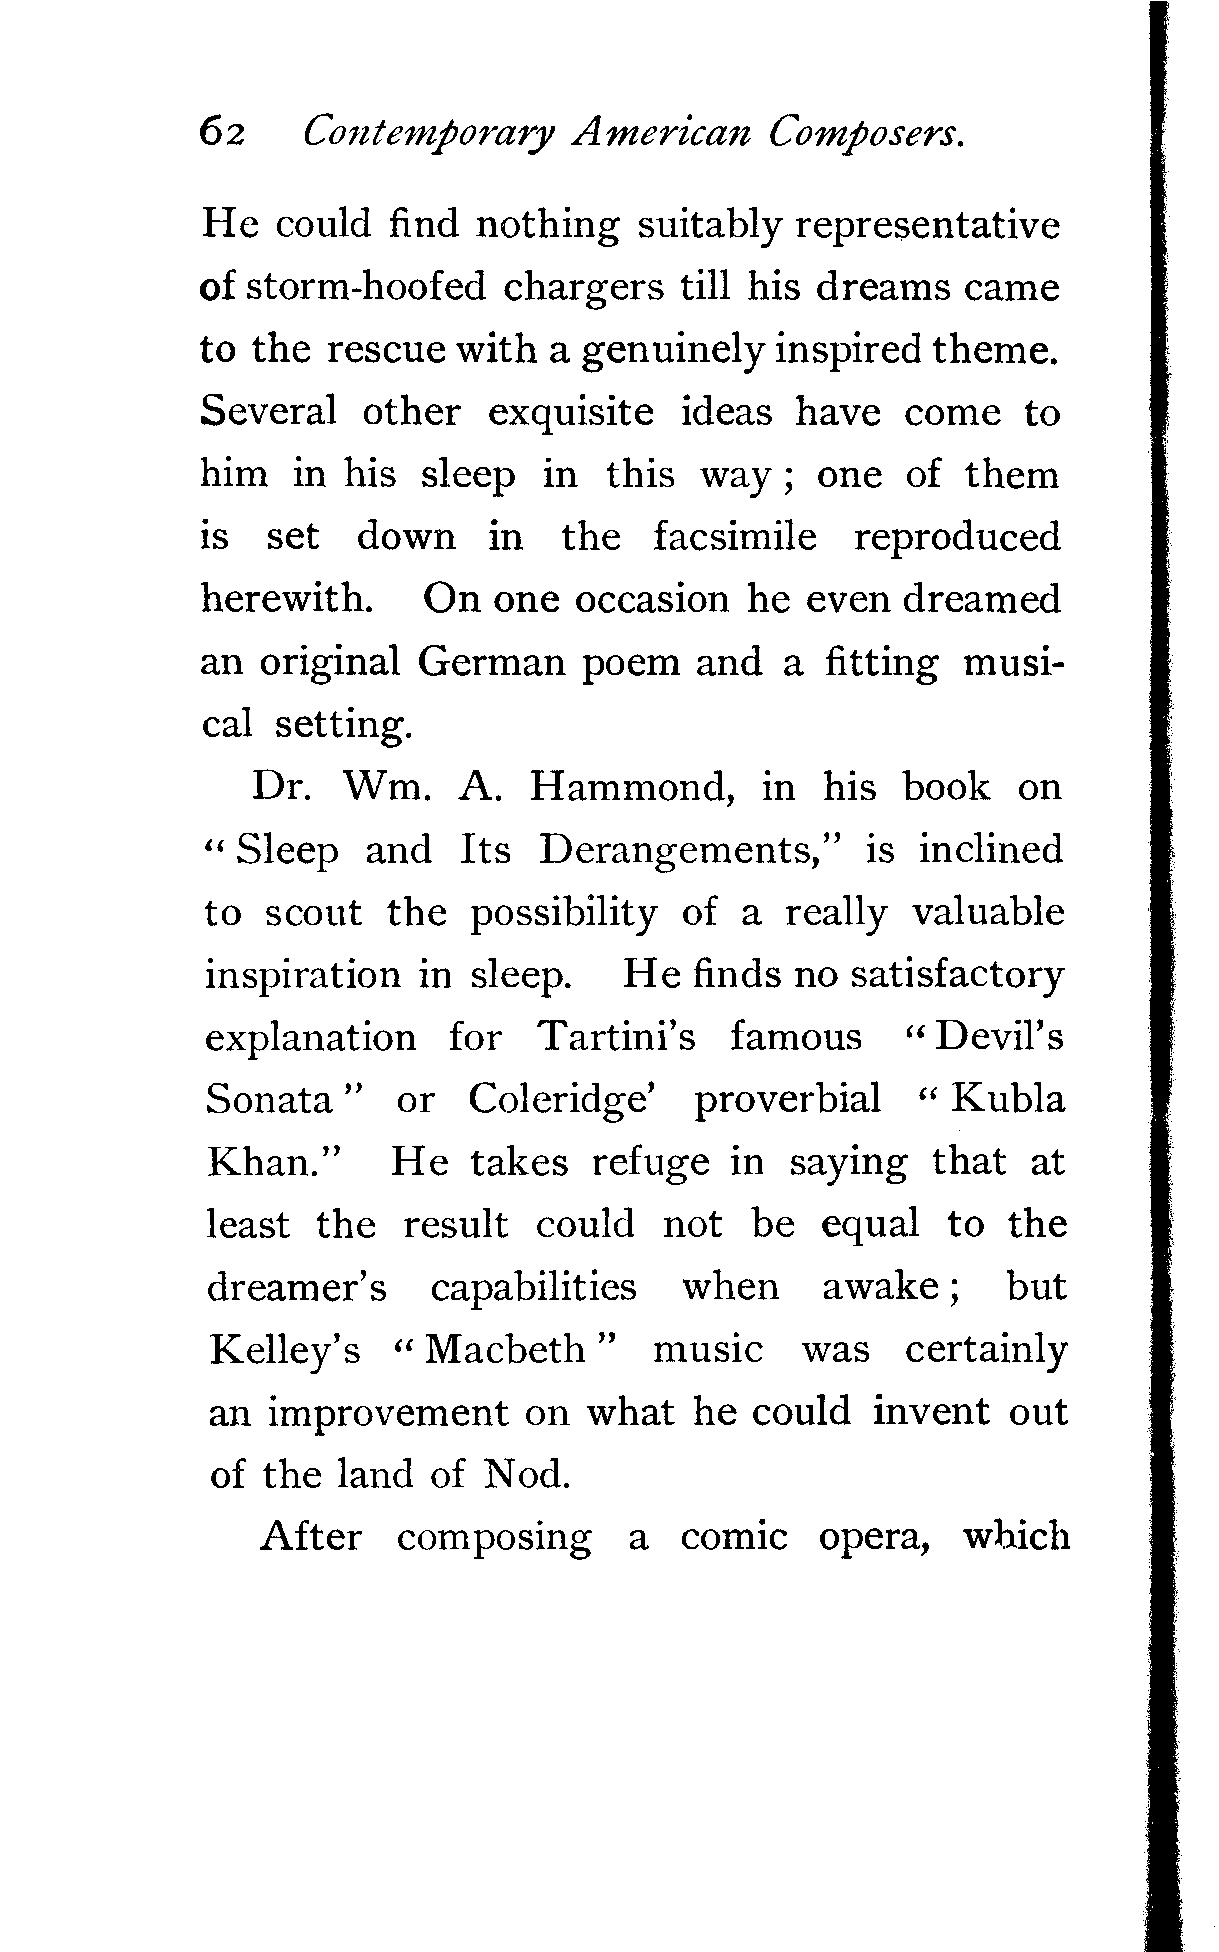 62 Contemporary American Composers.
He could find nothing suitably representative
of storm-hoofed chargers till his dreams came
to the rescue with a genuinely inspired theme.
Several other exquisite ideas have come to
him in his sleep in this way ; one of them
is set down in the facsimile reproduced
herewith. On one occasion he even dreamed
an original German poem and a fitting musi-
cal setting.
Dr. Wm. A. Hammond, in his book on
“ Sleep and Its Derangements,” is inclined
to scout the possibility of a really valuable
inspiration in sleep. He finds no satisfactory
explanation for Tartini’s famous “ Devil’s
Sonata ” or Coleridge’ proverbial “ Kubla
Khan.” He takes refuge in saying that at
least the result could not be equal to the
dreamer’s capabilities when awake ; but
Kelley’s “ Macbeth ” music was certainly
an improvement on what he could invent out
of the land of Nod.
After composing a comic opera, which